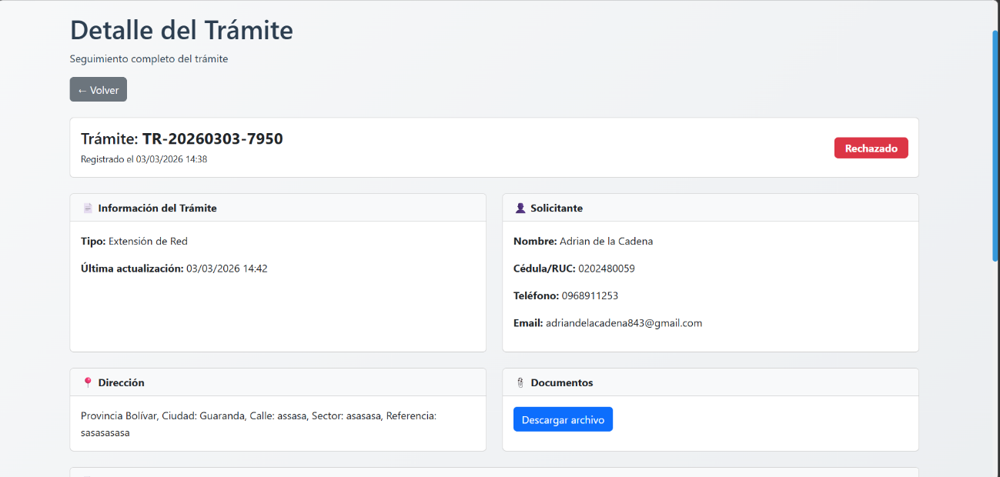 Detalle del Trámite
Seguimiento completo del trámite
← Volver
Trámite: TR-20260303-7950
Registrado el 03/03/2026 14:38
Rechazado
Información del Trámite
Tipo: Extensión de Red
Última actualización: 03/03/2026 14:42
Solicitante
Nombre: Adrian de la Cadena
Cédula/RUC: 0202480059
Teléfono: 0968911253
Email: adriandelacadena843@gmail.com
Dirección
Provincia Bolívar, Ciudad: Guaranda, Calle: assasa, Sector: asasasa, Referencia:
sasasasasa
Documentos
Descargar archivo